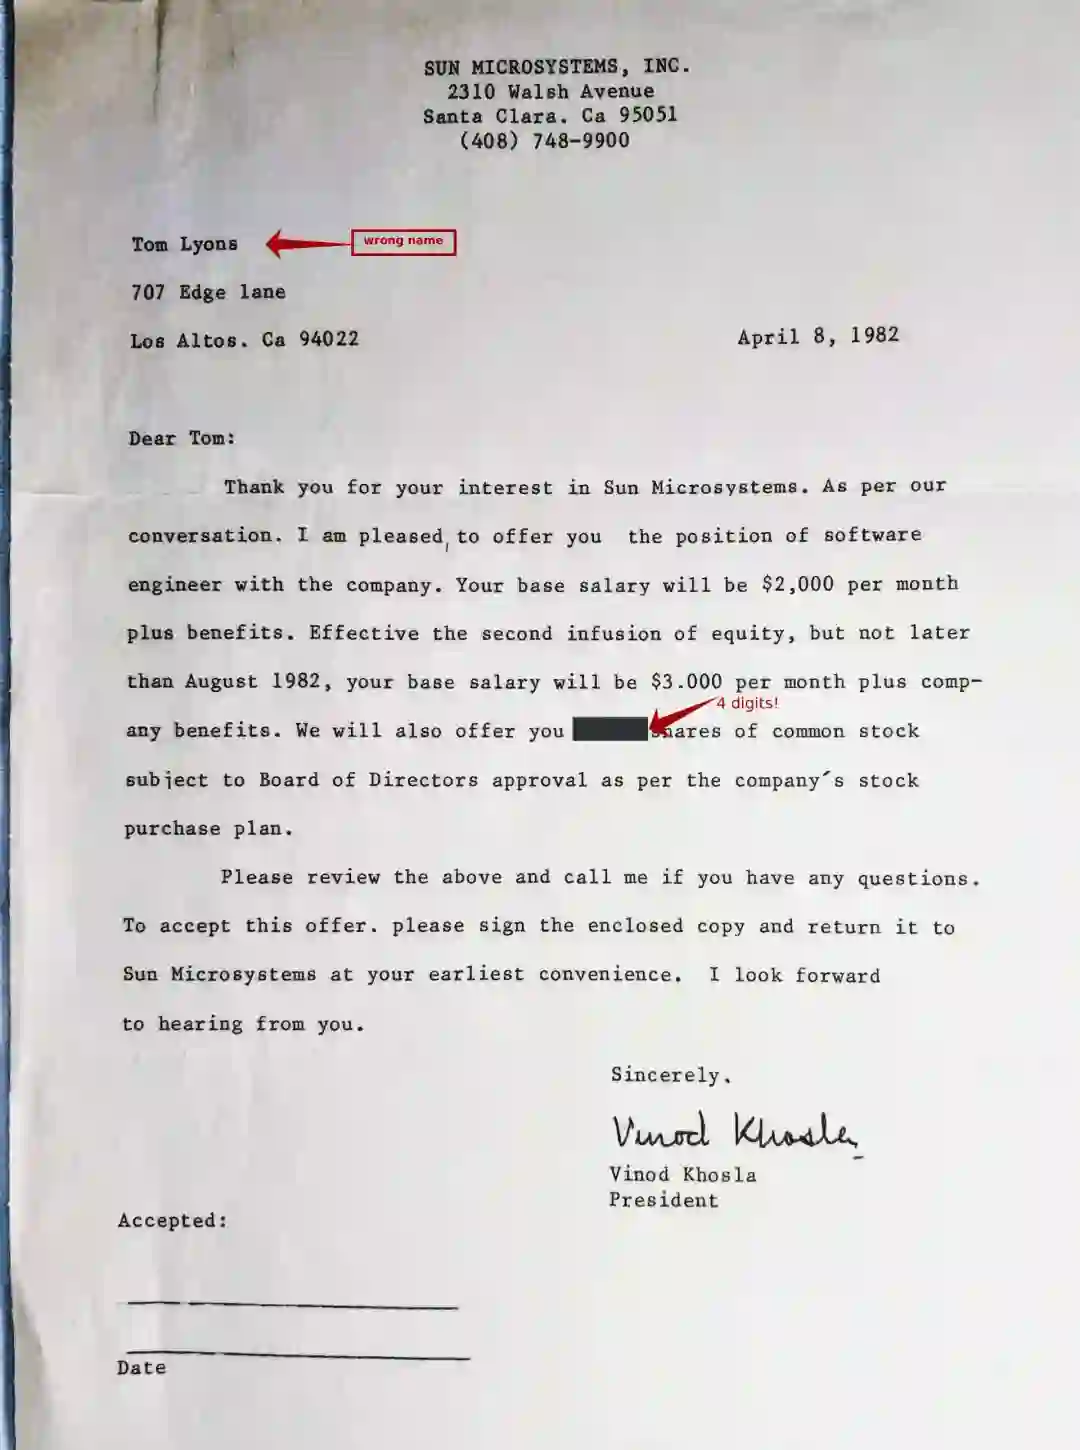 SUN MICROSYSTEMS, INC.
2310 Walsh Avenue
Santa Clara. Ca 95051
(408) 748-9900
Tom Lyons
wrong name
707 Edge lane
Los Altos. Ca 94022
April 8, 1982
Dear Tom:
Thank you for your interest in Sun Microsystems. As per our
conversation. I am pleased, to offer you the position of software
engineer with the company. Your base salary will be $2,000 per month
plus benefits. Effective the second infusion of equity, but not later
than August 1982, your base salary will be $3.000 per month plus comp-
4 digits!
any benefits. We will also offer you shares of common stock
subject to Board of Directors approval as per the company´s stock
purchase plan.
Please review the above and call me if you have any questions.
To accept this offer. please sign the enclosed copy and return it to
Sun Microsystems at your earliest convenience. I look forward
to hearing from you.
Sincerely.
Vinod Khosla
Vinod Khosla
President
Accepted:
Date